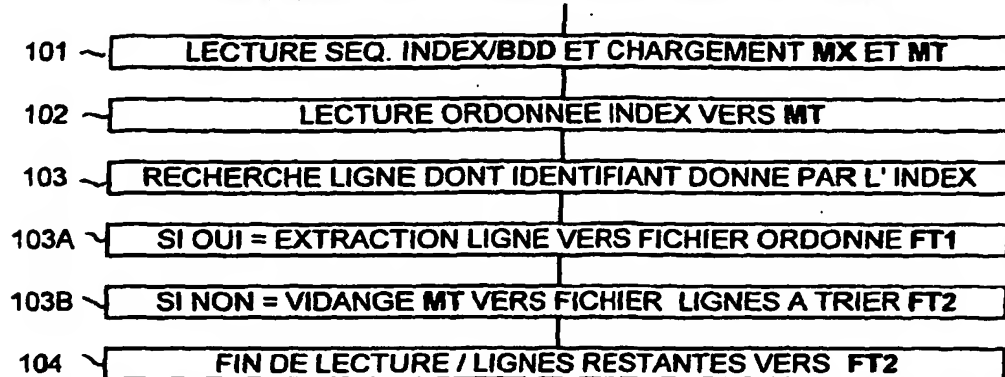 101 LECTURE SEQ. INDEX/BDD ET CHARGEMENT MX ET MT
102 LECTURE ORDONNEE INDEX VERS MT
103 RECHERCHE LIGNE DONT IDENTIFIANT DONNE PAR L' INDEX
103A SI OUI = EXTRACTION LIGNE VERS FICHIER ORDONNE FT1
103B SI NON = VIDANGE MT VERS FICHIER LIGNES A TRIER FT2
104 FIN DE LECTURE / LIGNES RESTANTES VERS FT2